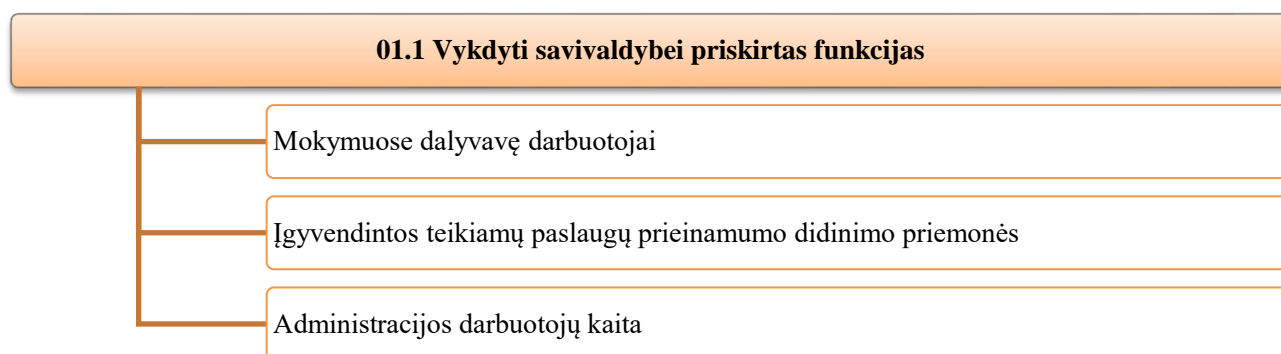 01.1 Vykdyti savivaldybei priskirtas funkcijas
Mokymuose dalyvavę darbuotojai
Įgyvendintos teikiamų paslaugų prieinamumo didinimo priemonės
Administracijos darbuotojų kaita